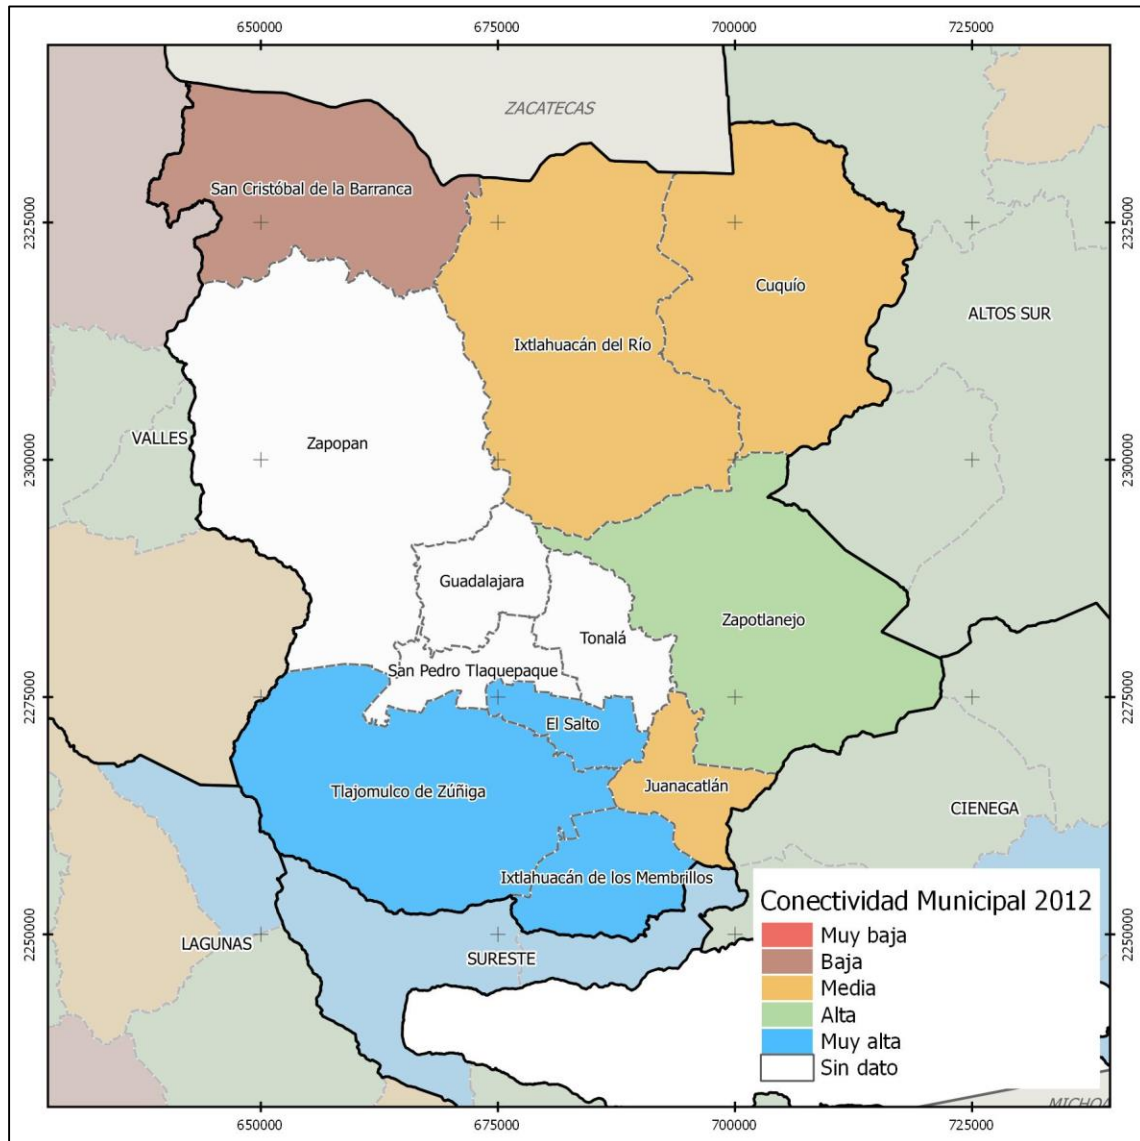 650000
675000
700000
725000
ZACATECAS
San Cristóbal de la Barranca
2325000
2325000
Cuquío
ALTOS SUR
Ixtlahuacán del Río
VALLES
Zapopan
2300000
2300000
Guadalajara
Tonalá
Zapotlanejo
San Pedro Tlaquepaque
2275000
2275000
El Salto
Tlajomulco de Zúñiga
Juanacatlán
CIENEGA
Ixtlahuacán de los Membrillos
LAGUNAS
SURESTE
2250000
2250000
Conectividad Municipal 2012
Muy baja
Baja
Media
Alta
Muy alta
Sin dato
MICHOA
650000
675000
700000
725000